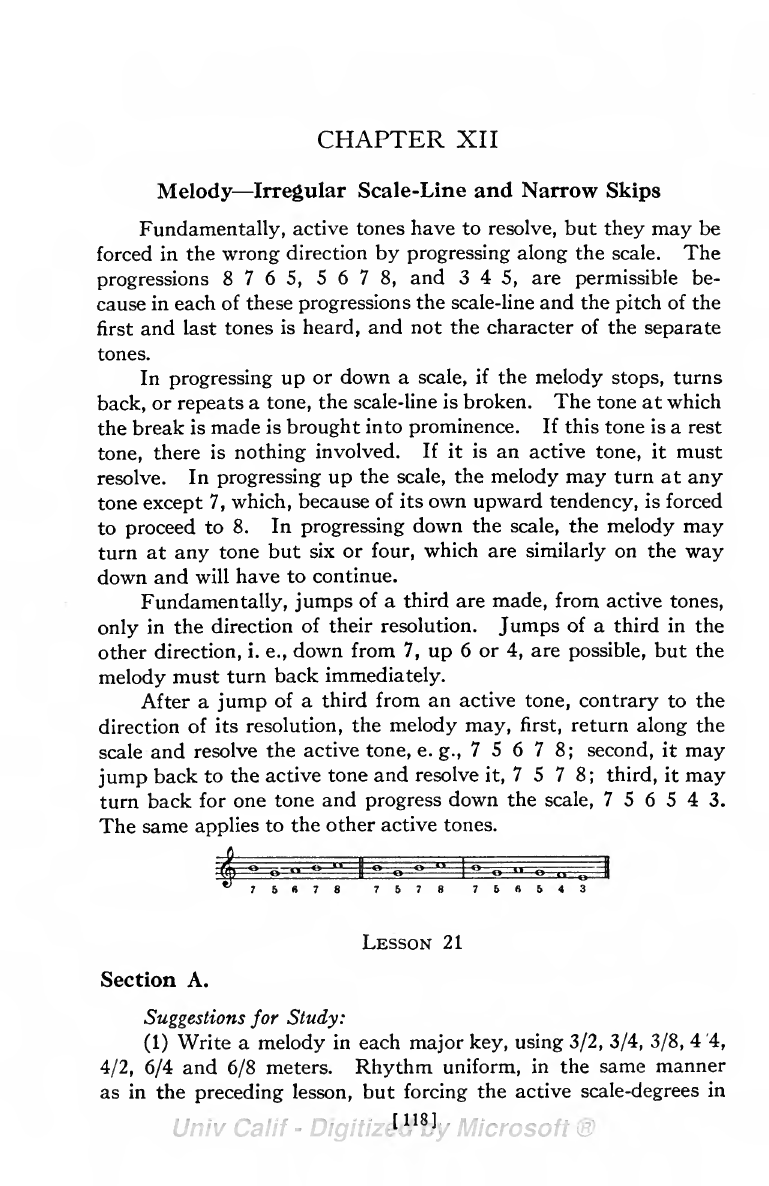 CHAPTER XII
Melody—Irregular Scale-Line and Narrow Skips
Fundamentally, active tones have to resolve, but they may be
forced in the wrong direction by progressing along the scale. The
progressions 8 7 6 5, 5 6 7 8, and 3 4 5, are permissible be-
cause in each of these progressions the scale-line and the pitch of the
first and last tones is heard, and not the character of the separate
tones.
In progressing up or down a scale, if the melody stops, turns
back, or repeats a tone, the scale-line is broken. The tone at which
the break is made is brought into prominence. If this tone is a rest
tone, there is nothing involved. If it is an active tone, it must
resolve. In progressing up the scale, the melody may turn at any
tone except 7, which, because of its own upward tendency, is forced
to proceed to 8. In progressing down the scale, the melody may
turn at any tone but six or four, which are similarly on the way
down and will have to continue.
Fundamentally, jumps of a third are made, from active tones,
only in the direction of their resolution. Jumps of a third in the
other direction, i. e., down from 7, up 6 or 4, are possible, but the
melody must turn back immediately.
After a jump of a third from an active tone, contrary to the
direction of its resolution, the melody may, first, return along the
scale and resolve the active tone, e. g., 7 5 6 7 8; second, it may
jump back to the active tone and resolve it, 7 5 7 8; third, it may
turn back for one tone and progress down the scale, 7 5 6 5 4 3.
The same applies to the other active tones.
7 5 6 7 8 7 5 7 8 7 5 6 5 4 3
LESSON 21
Section A.
Suggestions for Study:
(1) Write a melody in each major key, using 3/2, 3/4, 3/8, 4/4,
4/2, 6/4 and 6/8 meters. Rhythm uniform, in the same manner
as in the preceding lesson, but forcing the active scale-degrees in
[118]
Univ Calif - Digitized by Microsoft ®